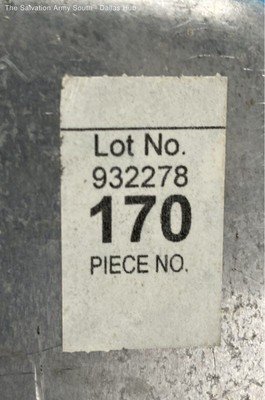 The Salvation Army South - Dallas Hub
Lot No.
932278
170
PIECE NO.